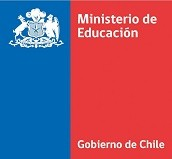 Ministerio de
Educación
Gobierno de Chile